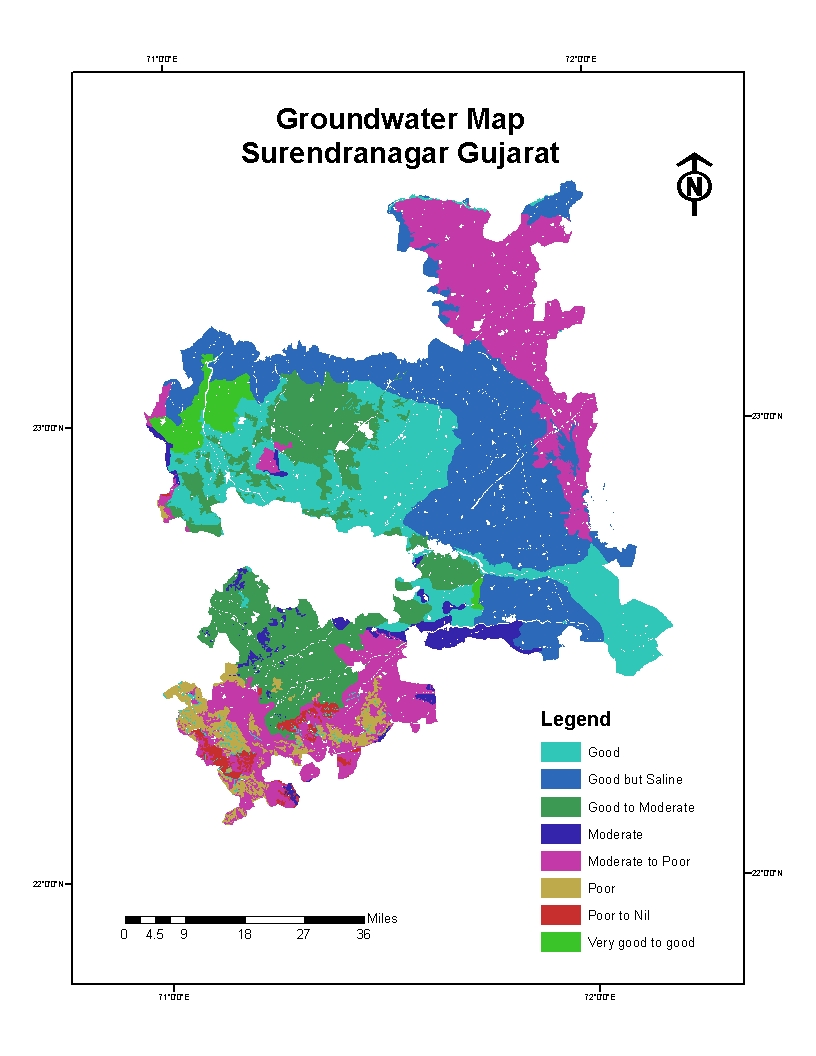 71°0'0"E
72°0'0"E
Groundwater Map
Surendranagar Gujarat
N
23°0'0"N
23°0'0"N
Legend
Good
Good but Saline
Good to Moderate
Moderate
Moderate to Poor
Poor
Poor to Nil
Very good to good
22°0'0"N
22°0'0"N
Miles
0 4.5 9 18 27 36
71°0'0"E
72°0'0"E